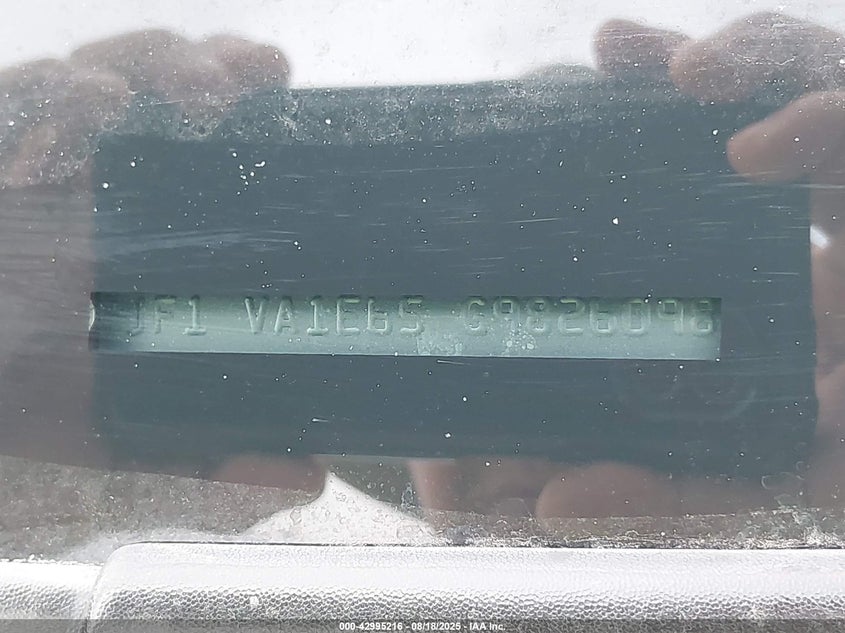 JF1 VA1E65 G9826098
000-42995216 - 08/18/2025 - IAA Inc.